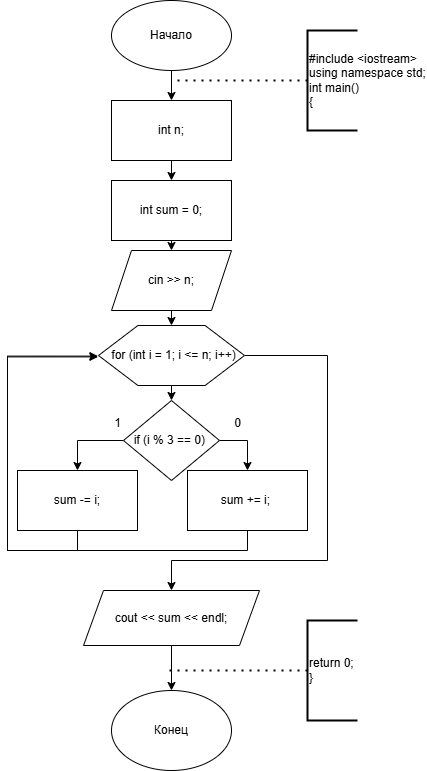 Начало
#include <iostream>
using namespace std;
int main()
{
int n;
int sum = 0;
cin >> n;
for (int i = 1; i <= n; i++)
1
0
if (i % 3 == 0)
sum -= i;
sum += i;
cout << sum << endl;
return 0;
}
Конец